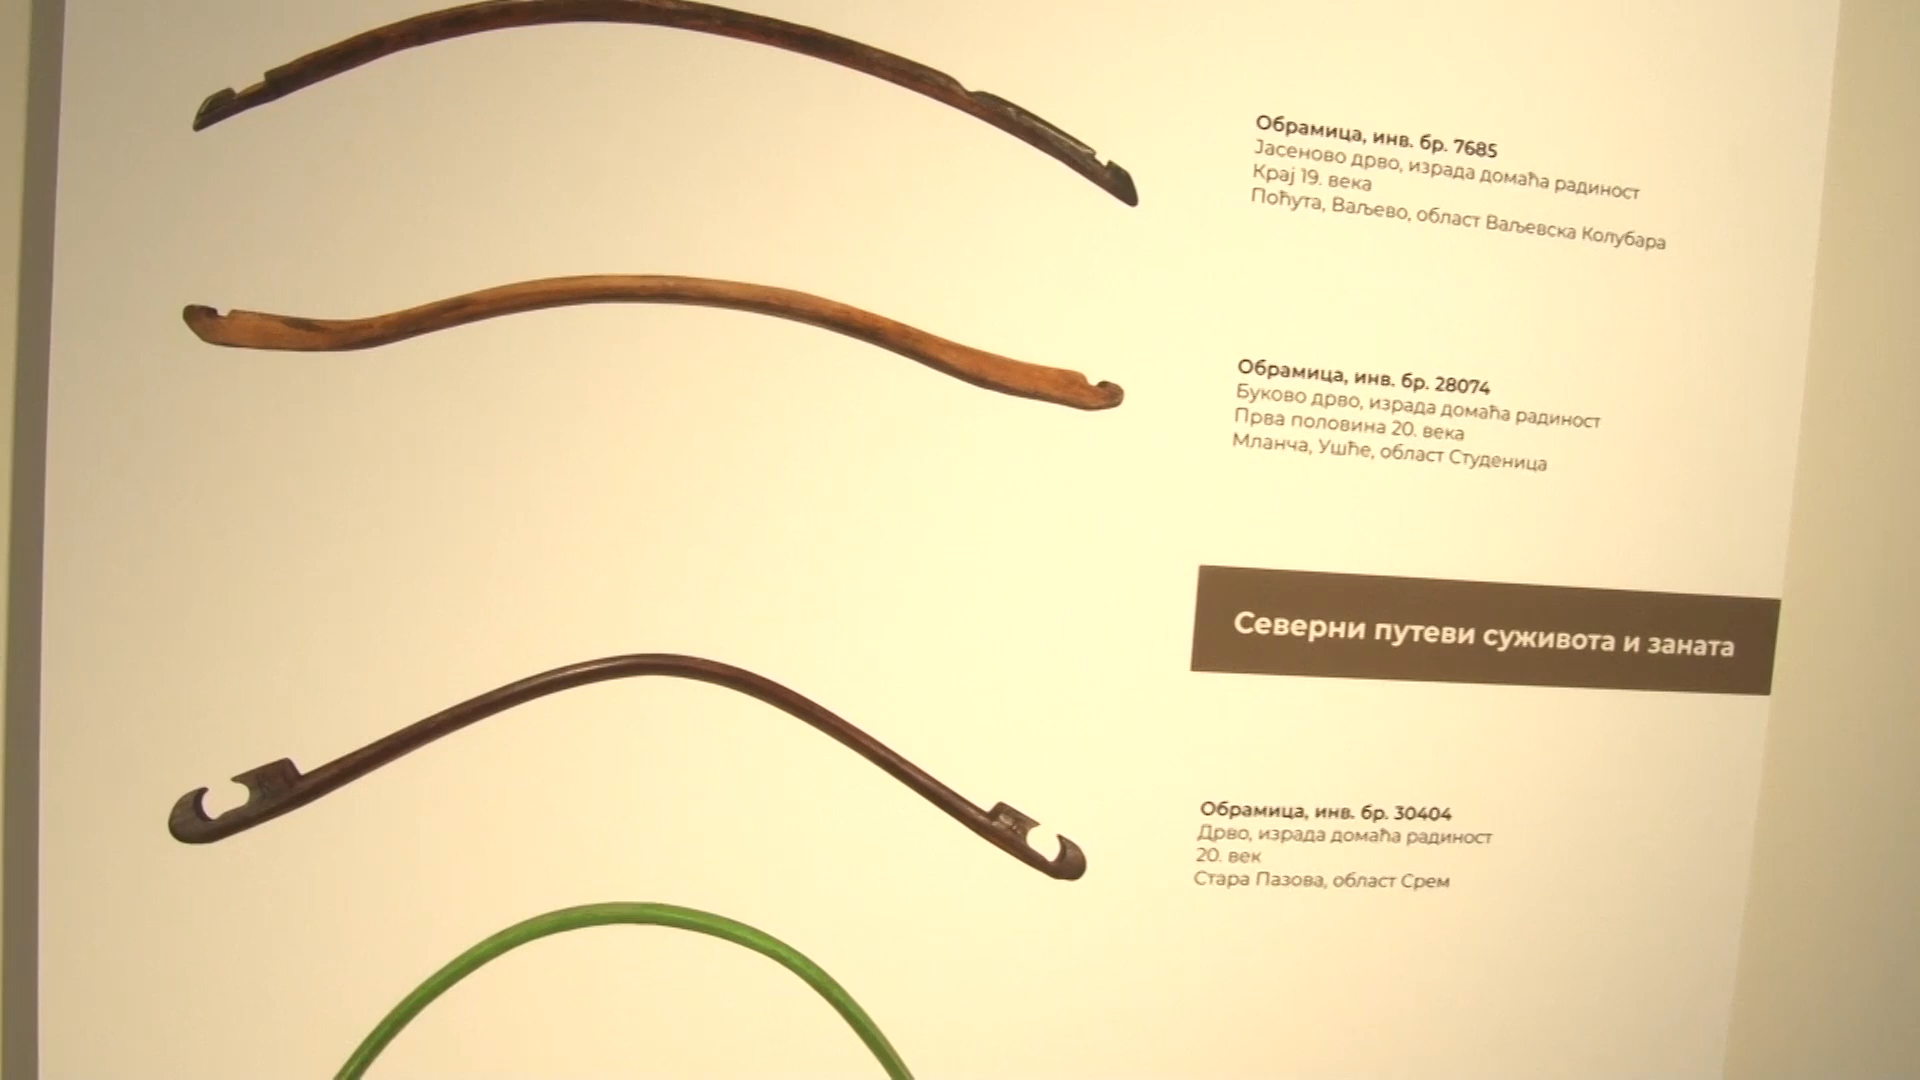 Обрамица, инв. бр. 7685
Јасеново дрво, израда домаћа радиност
Крај 19. века
Поћута, Ваљево, област Ваљевска Колубара
Обрамица, инв. бр. 28074
Буково дрво, израда домаћа радиност
Прва половина 20. века
Мланча, Ушће, област Студеница
Северни путеви суживота и заната
Обрамица, инв. бр. 30404
Дрво, израда домаћа радиност
20. век
Стара Пазова, област Срем